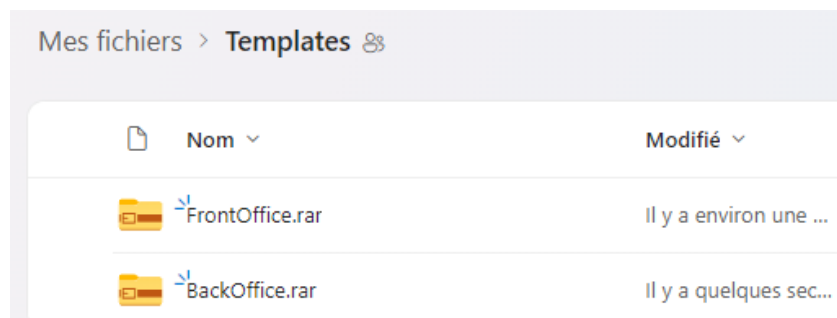 Mes fichiers > Templates
Nom Modifié
FrontOffice.rar Il y a environ une ...
BackOffice.rar Il y a quelques sec...